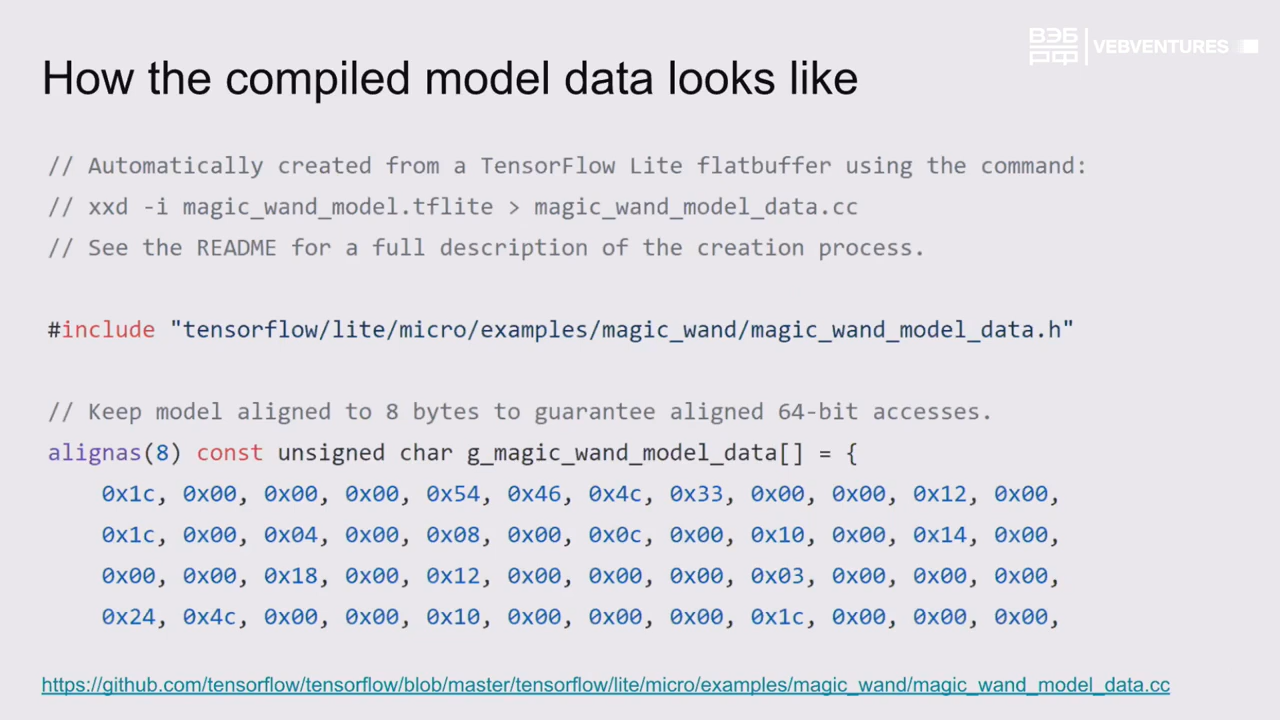 ВЭБ
РФ
VEBVENTURES
How the compiled model data looks like
// Automatically created from a TensorFlow Lite flatbuffer using the command:
// xxd -i magic_wand_model.tflite > magic_wand_model_data.cc
// See the README for a full description of the creation process.
#include "tensorflow/lite/micro/examples/magic_wand/magic_wand_model_data.h"
// Keep model aligned to 8 bytes to guarantee aligned 64-bit accesses.
alignas(8) const unsigned char g_magic_wand_model_data[] = {
0x1c, 0x00, 0x00, 0x00, 0x54, 0x46, 0x4c, 0x33, 0x00, 0x00, 0x12, 0x00,
0x1c, 0x00, 0x04, 0x00, 0x08, 0x00, 0x0c, 0x00, 0x10, 0x00, 0x14, 0x00,
0x00, 0x00, 0x18, 0x00, 0x12, 0x00, 0x00, 0x00, 0x03, 0x00, 0x00, 0x00,
0x24, 0x4c, 0x00, 0x00, 0x10, 0x00, 0x00, 0x00, 0x1c, 0x00, 0x00, 0x00,
https://github.com/tensorflow/tensorflow/blob/master/tensorflow/lite/micro/examples/magic_wand/magic_wand_model_data.cc